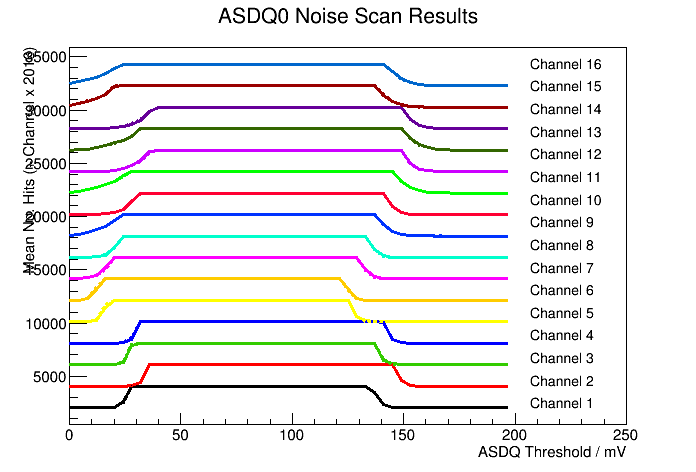 ASDQ0 Noise Scan Results
Mean No. Hits (+ Channel x 2010)
35000
30000
25000
20000
15000
10000
5000
0
50
100
150
200
250
ASDQ Threshold / mV
Channel 16
Channel 15
Channel 14
Channel 13
Channel 12
Channel 11
Channel 10
Channel 9
Channel 8
Channel 7
Channel 6
Channel 5
Channel 4
Channel 3
Channel 2
Channel 1